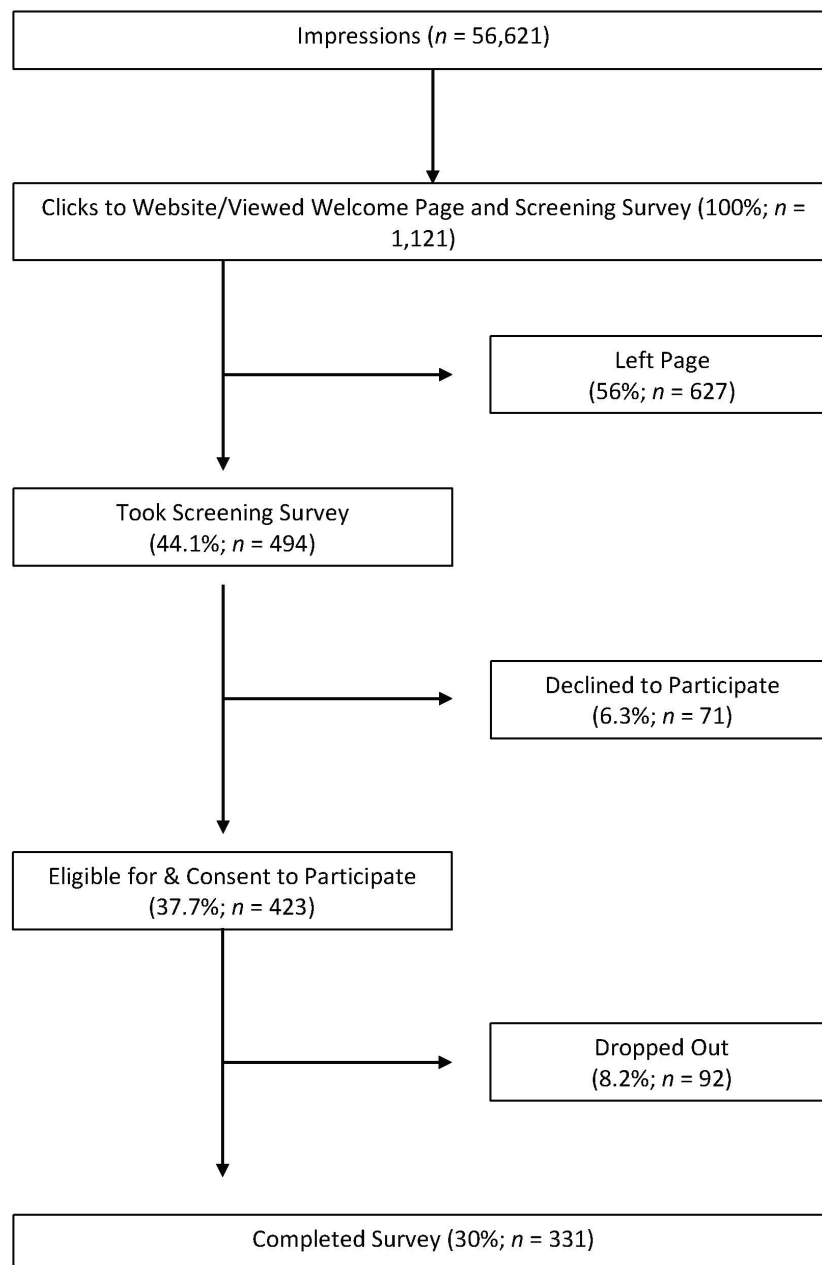 Impressions (n = 56,621)
Clicks to Website/Viewed Welcome Page and Screening Survey (100%; n =
1,121)
Left Page
(56%; n = 627)
Took Screening Survey
(44.1%; n = 494)
Declined to Participate
(6.3%; n = 71)
Eligible for & Consent to Participate
(37.7%; n = 423)
Dropped Out
(8.2%; n = 92)
Completed Survey (30%; n = 331)